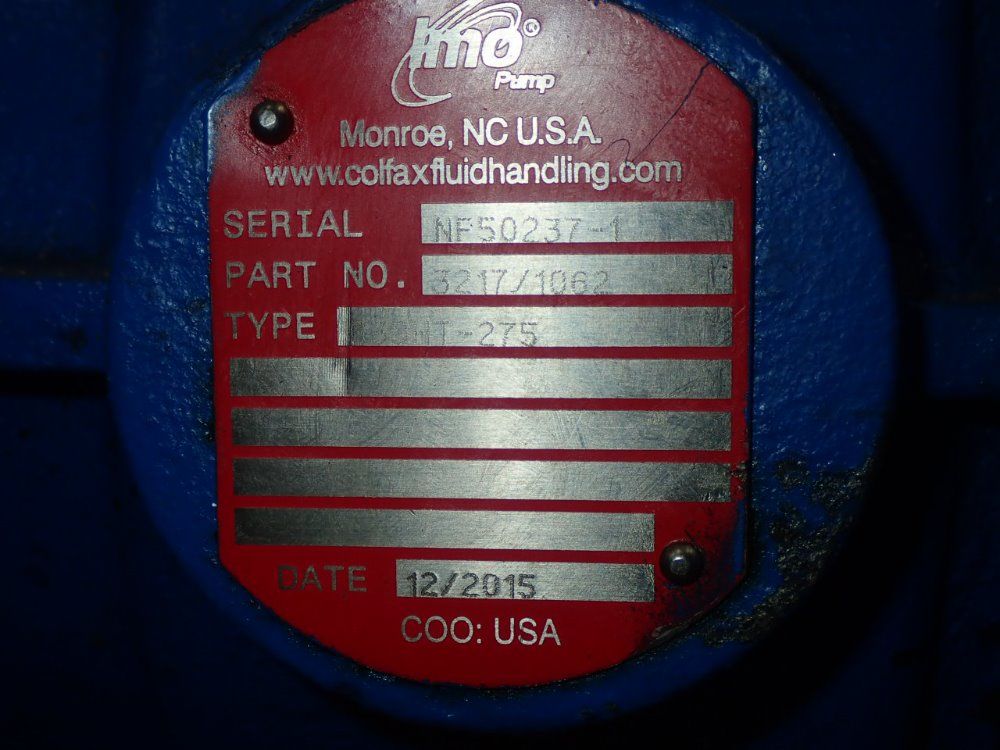 Imo®
Pump
Monroe, NC U.S.A.
www.colfaxfluidhandling.com
SERIAL NF50237-1
PART NO. 3217/1062
TYPE
DATE 12/2015
COO: USA